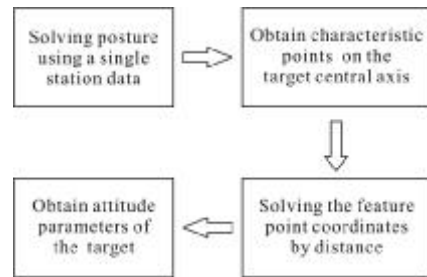 Solving posture
using a single
station data
Obtain characteristic
points on the
target central axis
Solving the feature
point coordinates
by distance
Obtain attitude
parameters of
the target